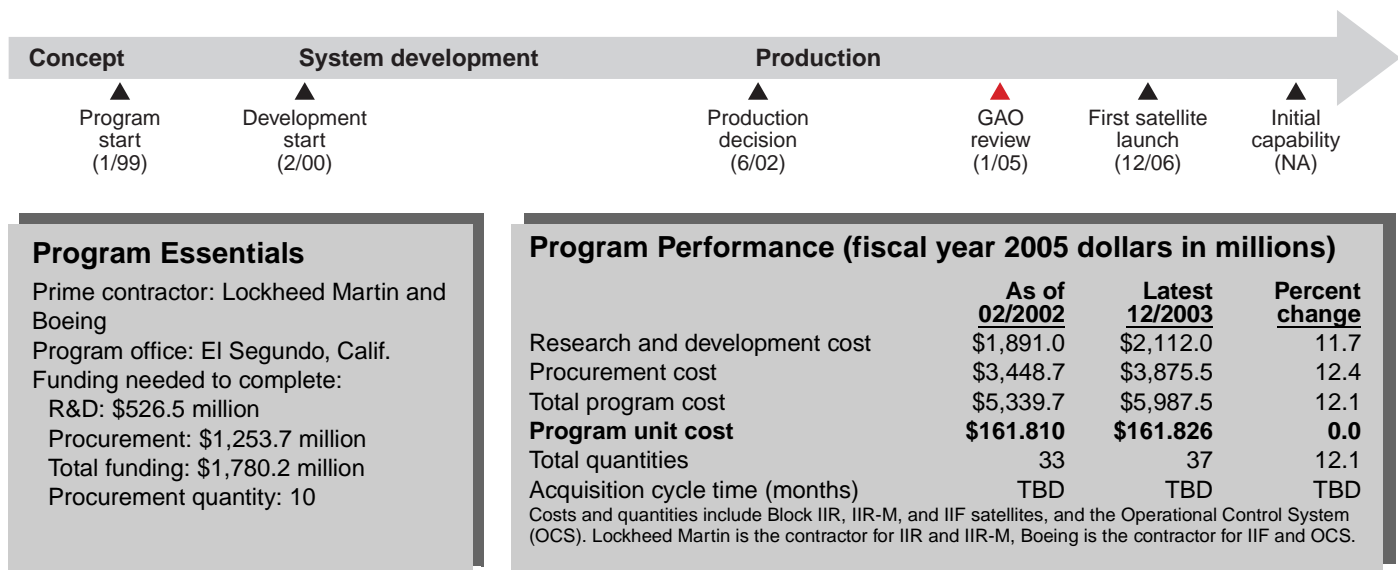 Concept System development Production
Program start (1/99)
Development start (2/00)
Production decision (6/02)
GAO review (1/05)
First satellite launch (12/06)
Initial capability (NA)
Program Essentials
Prime contractor: Lockheed Martin and
Boeing
Program office: El Segundo, Calif.
Funding needed to complete:
R&D: $526.5 million
Procurement: $1,253.7 million
Total funding: $1,780.2 million
Procurement quantity: 10
Program Performance (fiscal year 2005 dollars in millions)
As of 02/2002 Latest 12/2003 Percent change
Research and development cost $1,891.0 $2,112.0 11.7
Procurement cost $3,448.7 $3,875.5 12.4
Total program cost $5,339.7 $5,987.5 12.1
Program unit cost $161.810 $161.826 0.0
Total quantities 33 37 12.1
Acquisition cycle time (months) TBD TBD TBD
Costs and quantities include Block IIR, IIR-M, and IIF satellites, and the Operational Control System
(OCS). Lockheed Martin is the contractor for IIR and IIR-M, Boeing is the contractor for IIF and OCS.